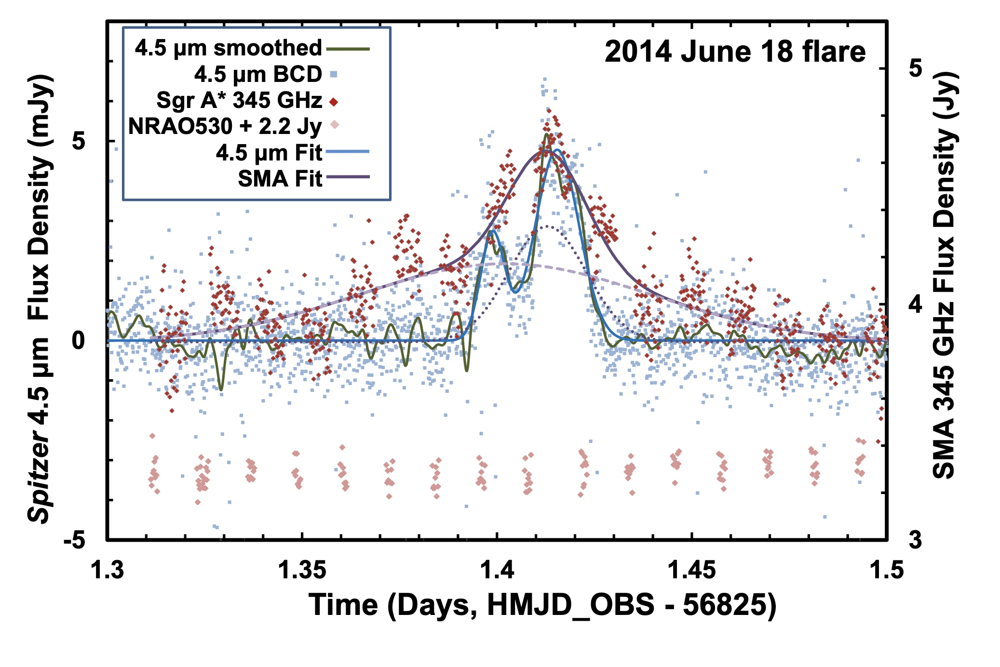 2014 June 18 flare
4.5 µm smoothed
4.5 µm BCD
Sgr A* 345 GHz
NRAO530 + 2.2 Jy
4.5 µm Fit
SMA Fit
Spitzer 4.5 µm Flux Density (mJy)
5
0
-5
SMA 345 GHz Flux Density (Jy)
5
4
3
1.3 1.35 1.4 1.45 1.5
Time (Days, HMJD_OBS - 56825)